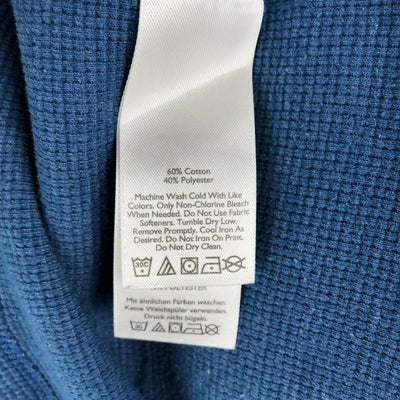 60% Cotton
40% Polyester
Machine Wash Cold With Like
Colors. Only Non-Chlorine Bleach
When Needed. Do Not Use Fabric
Softeners. Tumble Dry Low.
Remove Promptly. Cool Iron As
Desired. Do Not Iron On Print.
Do Not Dry Clean.
30C
POLYESTER
Mit ähnlichen Farben waschen.
Keine Weichspüler verwenden.
Druck nicht bügeln.